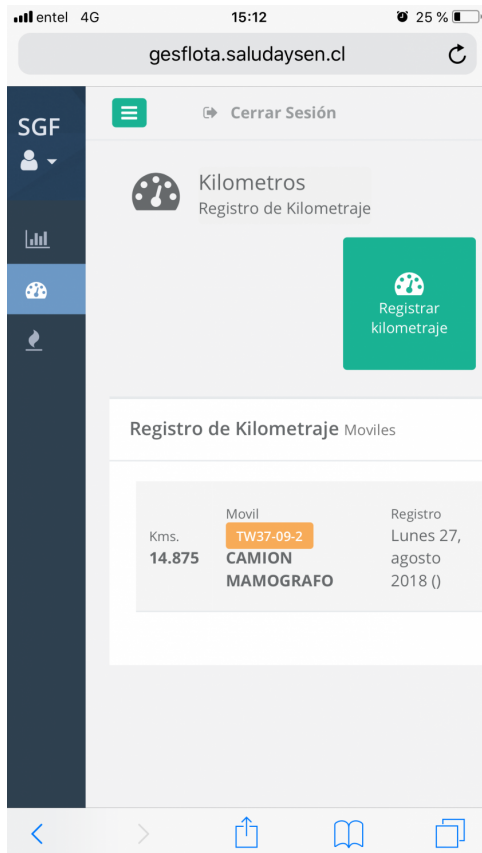 entel 4G 15:12 25 %
gesflota.saludaysen.cl
SGF
Cerrar Sesión
Kilometros
Registro de Kilometraje
Registrar
kilometraje
Registro de Kilometraje Moviles
Kms.
14.875
Movil
TW37-09-2
CAMION
MAMOGRAFO
Registro
Lunes 27,
agosto
2018 ()